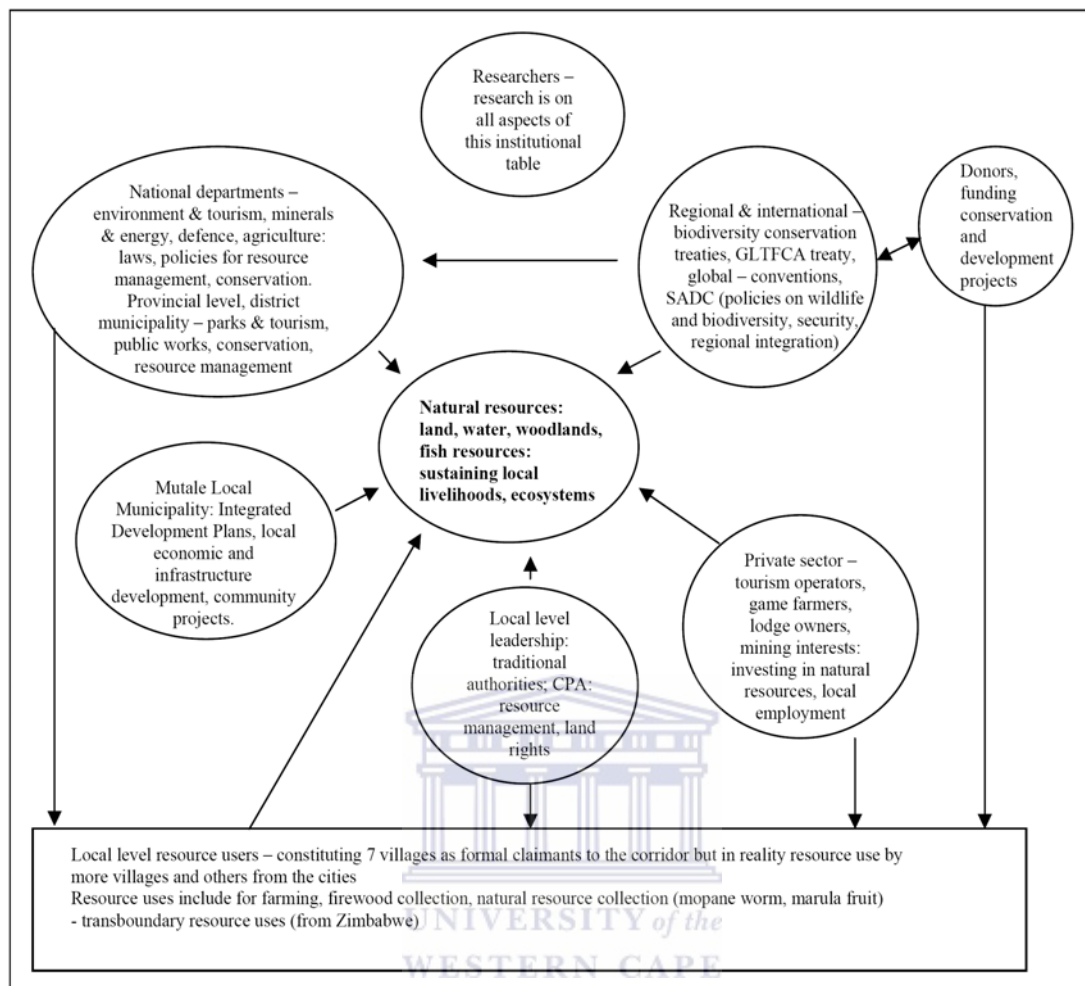 Researchers –
research is on
all aspects of
this institutional
table
National departments –
environment & tourism, minerals
& energy, defence, agriculture:
laws, policies for resource
management, conservation.
Provincial level, district
municipality – parks & tourism,
public works, conservation,
resource management
Regional & international –
biodiversity conservation
treaties, GLTFCA treaty,
global – conventions,
SADC (policies on wildlife
and biodiversity, security,
regional integration)
Donors,
funding
conservation
and
development
projects
Natural resources:
land, water, woodlands,
fish resources:
sustaining local
livelihoods, ecosystems
Mutale Local
Municipality: Integrated
Development Plans, local
economic and
infrastructure
development, community
projects.
Local level
leadership:
traditional
authorities; CPA:
resource
management, land
rights
Private sector –
tourism operators,
game farmers,
lodge owners,
mining interests:
investing in natural
resources, local
employment
Local level resource users – constituting 7 villages as formal claimants to the corridor but in reality resource use by
more villages and others from the cities
Resource uses include for farming, firewood collection, natural resource collection (mopane worm, marula fruit)
- transboundary resource uses (from Zimbabwe)
UNIVERSITY of the
WESTERN CAPE